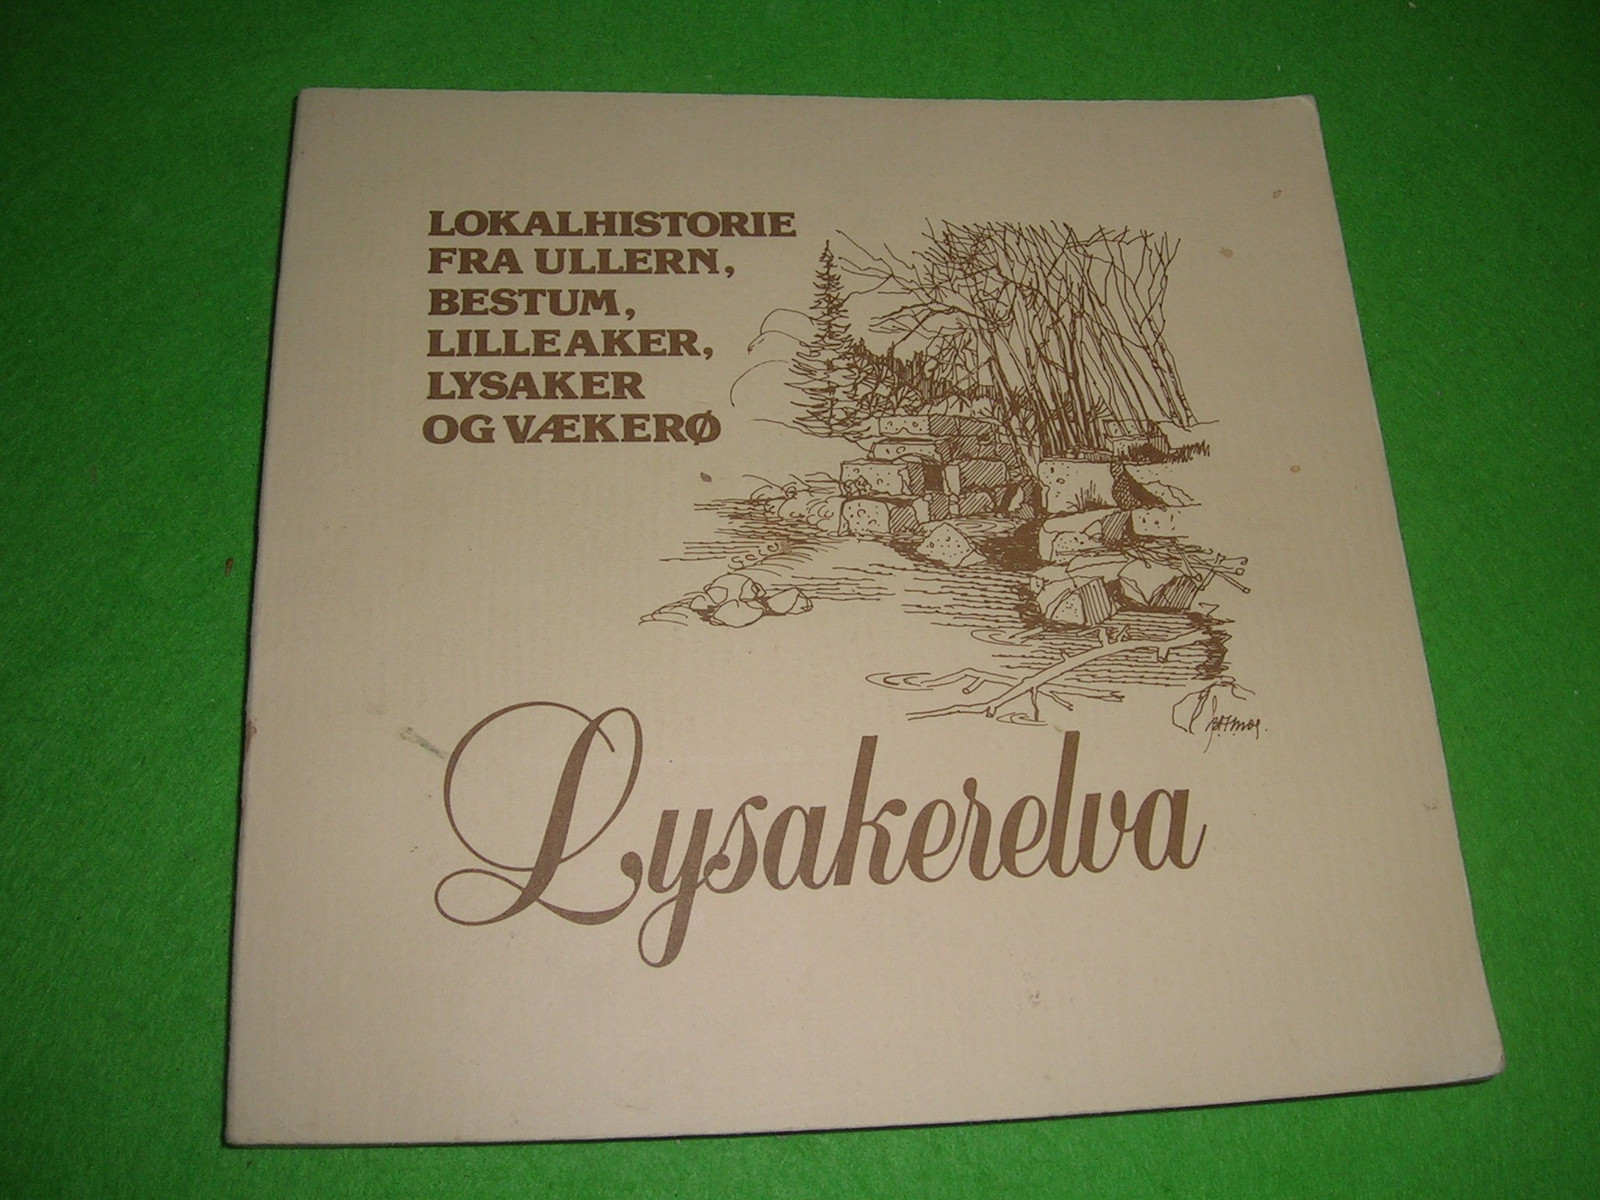 LOKALHISTORIE
FRA ULLERN,
BESTUM,
LILLEAKER,
LYSAKER
OG VÆKERØ
Lysakerelva